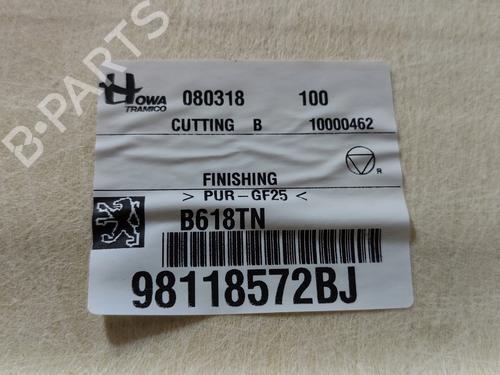 B-PARTS
HOWA
TRAMICO
080318 100
CUTTING B 10000462
R
FINISHING
> PUR-GF25 <
B618TN
98118572BJ